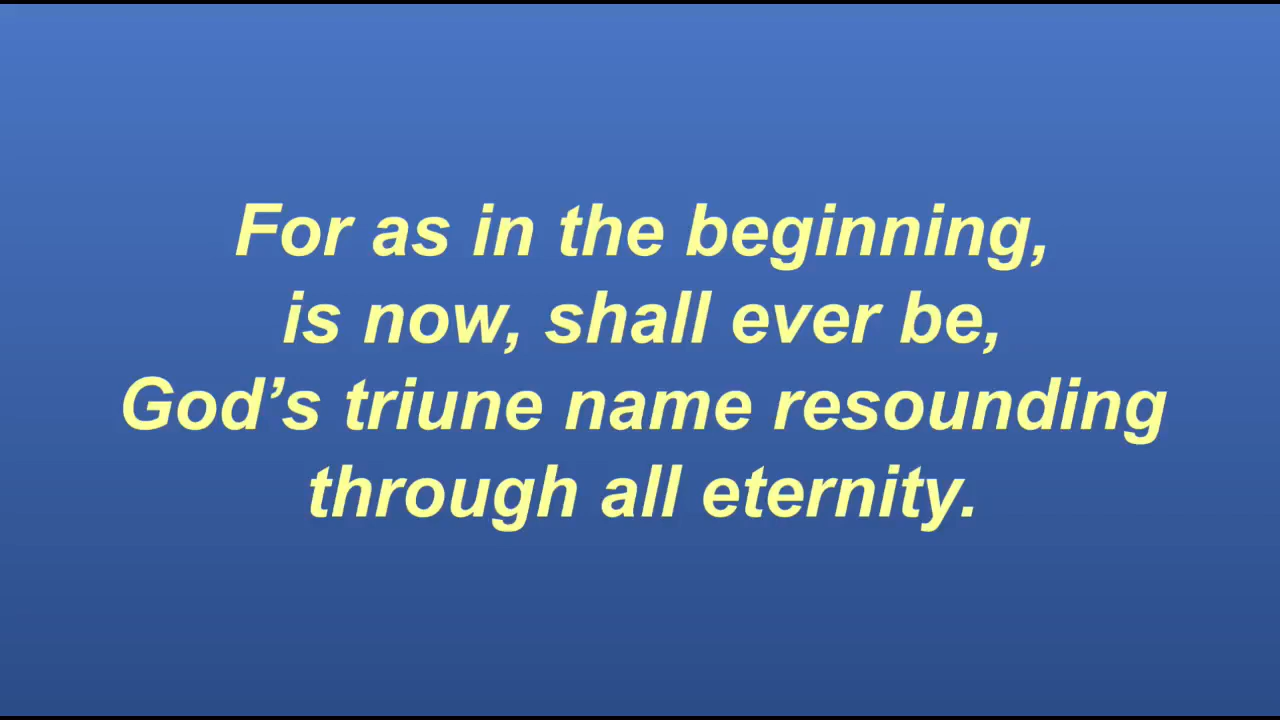 For as in the beginning,
is now, shall ever be,
God’s triune name resounding
through all eternity.